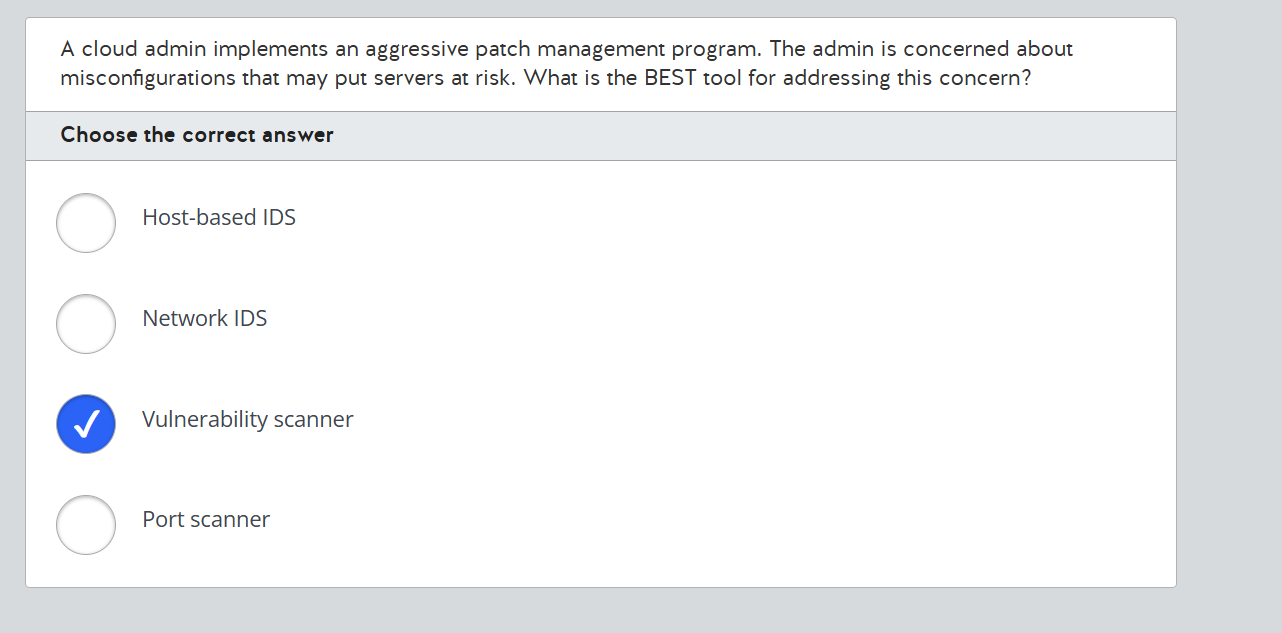 A cloud admin implements an aggressive patch management program. The admin is concerned about
misconfigurations that may put servers at risk. What is the BEST tool for addressing this concern?
Choose the correct answer
Host-based IDS
Network IDS
Vulnerability scanner
Port scanner